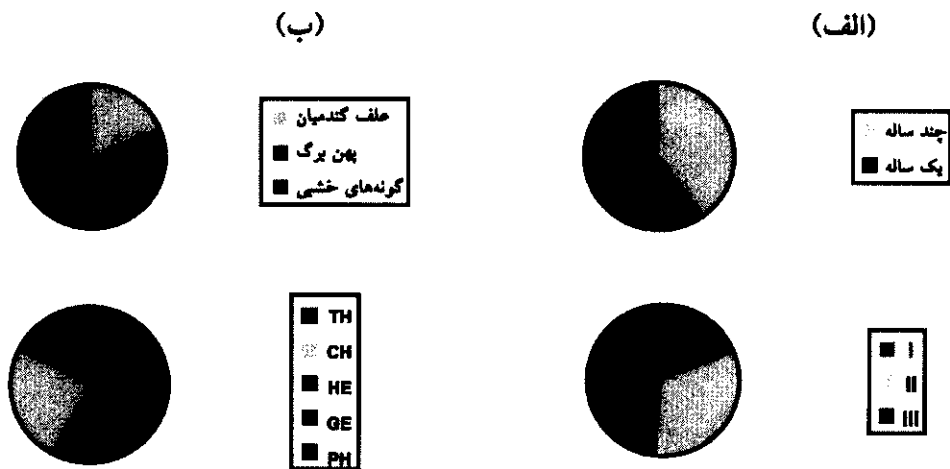 (الف)
(ب)
چند ساله
یک ساله
علف گندمیان
پهن برگ
گونه‌های خشبی
I
II
III
TH
CH
HE
GE
PH